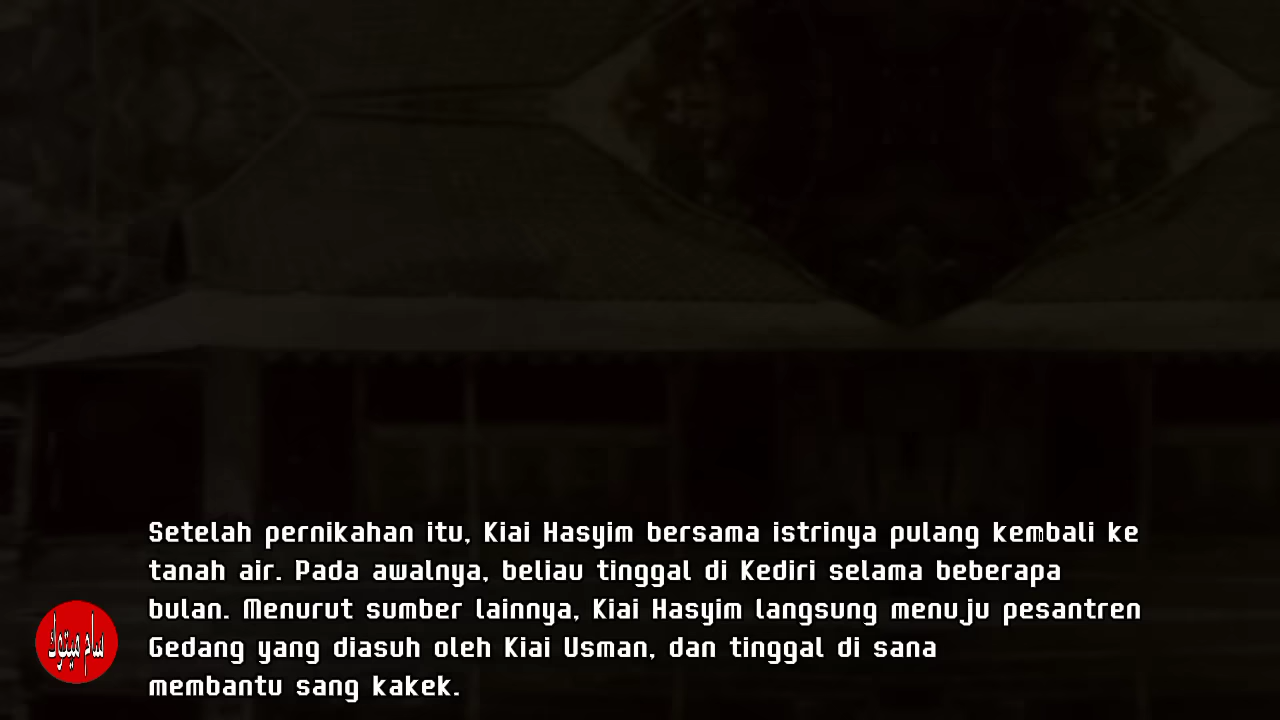 Setelah pernikahan itu, Kiai Hasyim bersama istrinya pulang kembali ke
tanah air. Pada awalnya, beliau tinggal di Kediri selama beberapa
bulan. Menurut sumber lainnya, Kiai Hasyim langsung menuju pesantren
Gedang yang diasuh oleh Kiai Usman, dan tinggal di sana
membantu sang kakek.
سام ميتوك